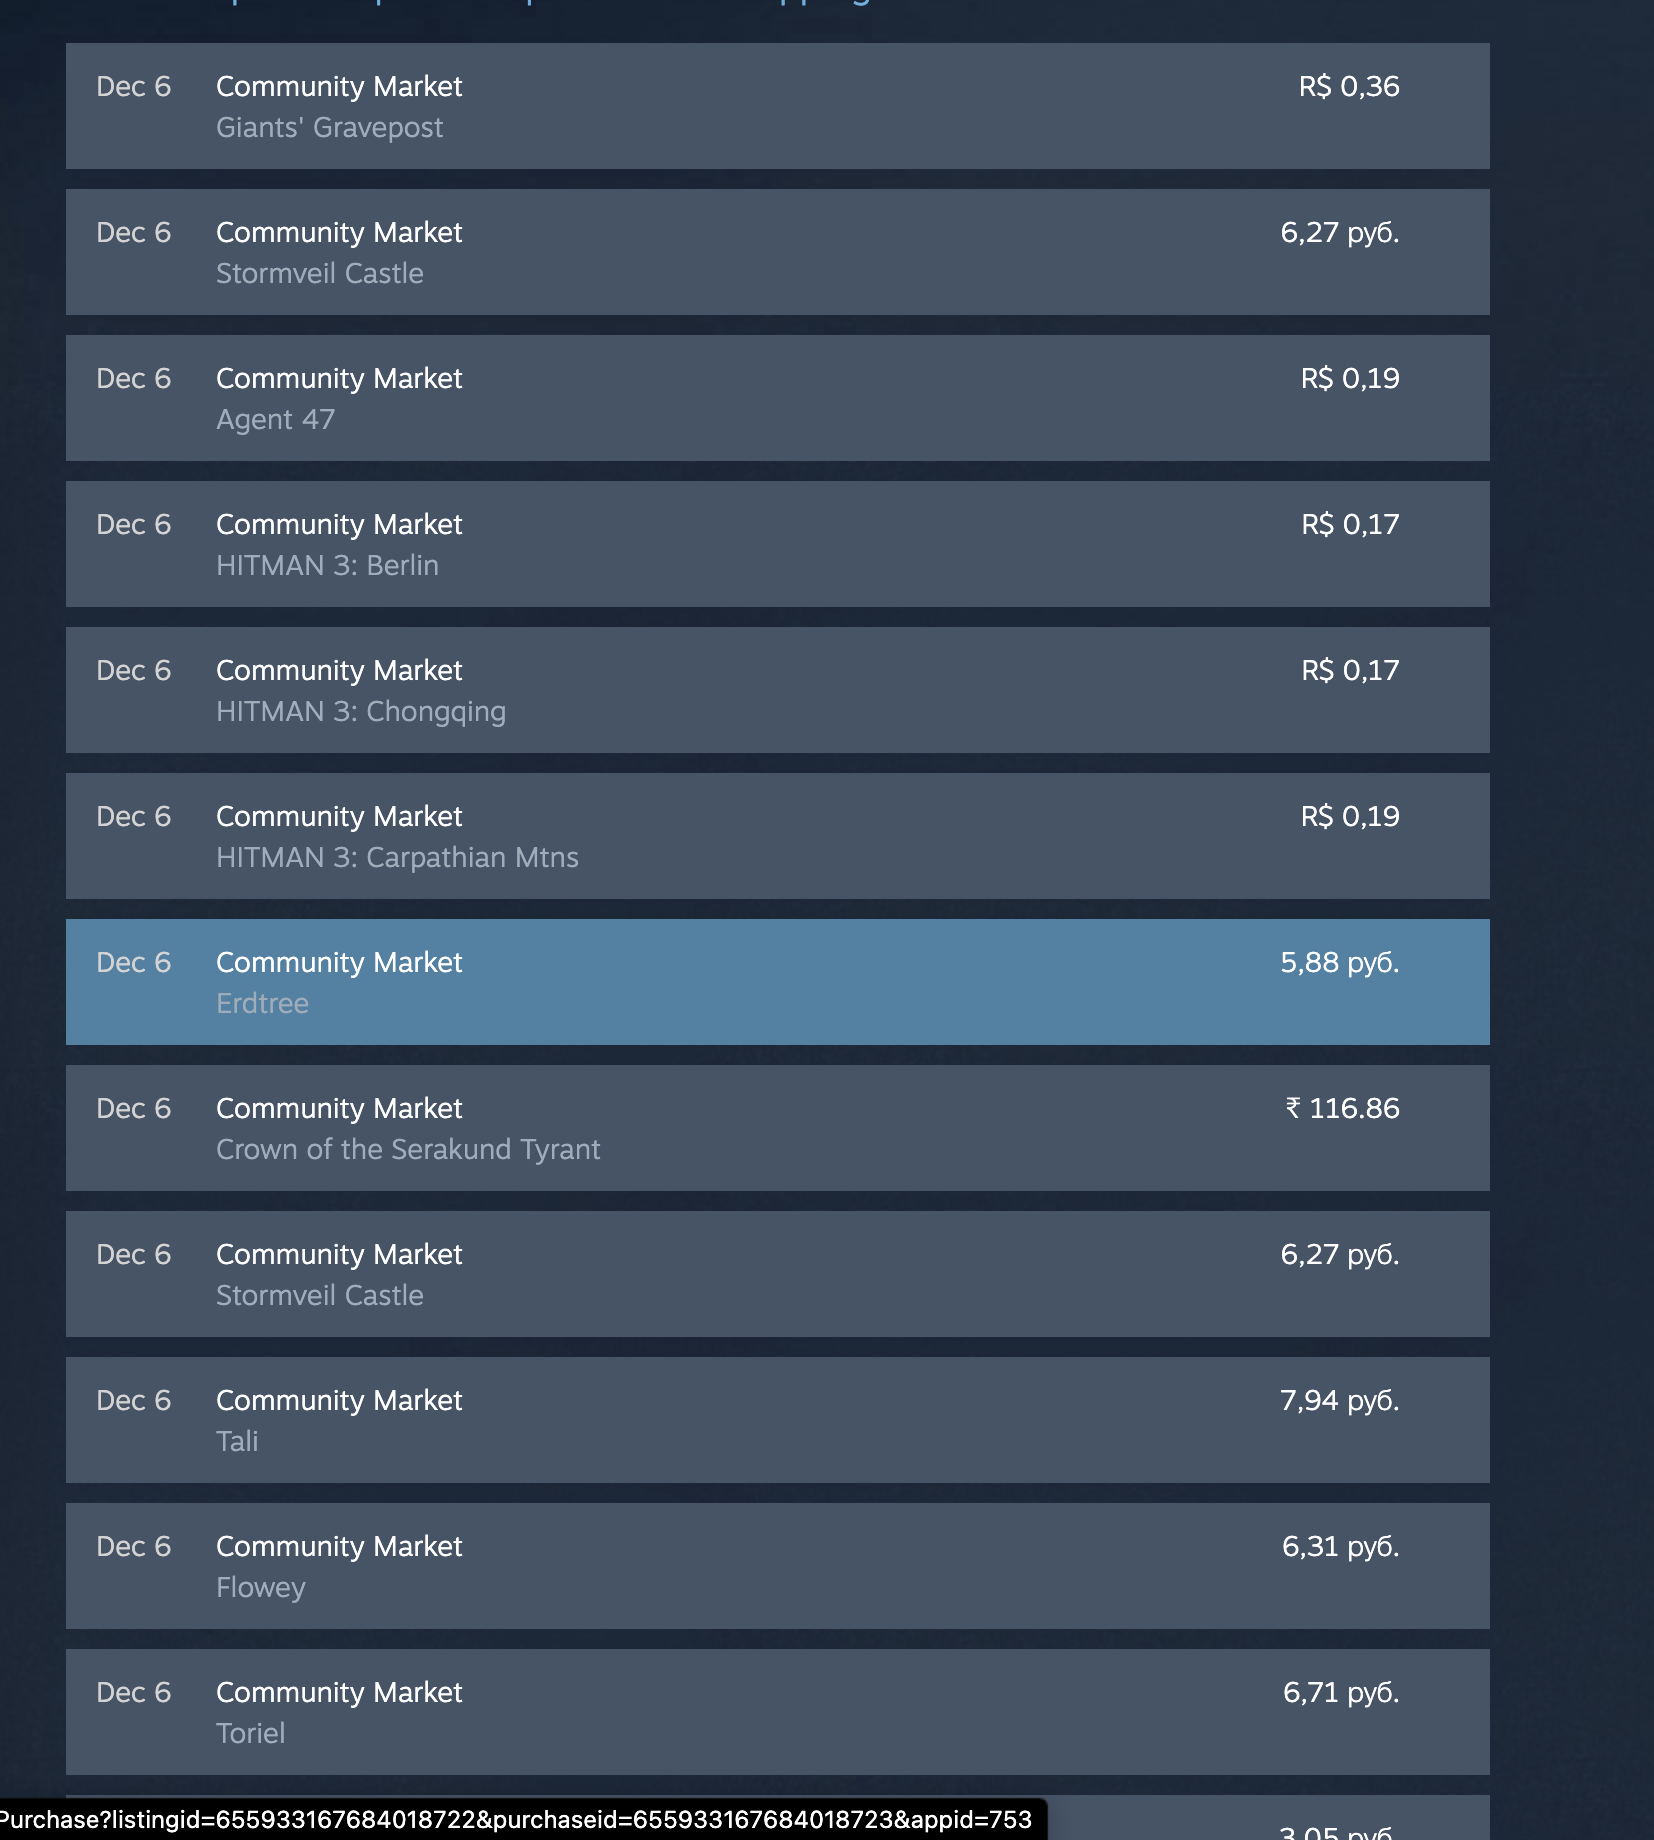 Dec 6 Community Market R$ 0,36
Giants' Gravepost
Dec 6 Community Market 6,27 руб.
Stormveil Castle
Dec 6 Community Market R$ 0,19
Agent 47
Dec 6 Community Market R$ 0,17
HITMAN 3: Berlin
Dec 6 Community Market R$ 0,17
HITMAN 3: Chongqing
Dec 6 Community Market R$ 0,19
HITMAN 3: Carpathian Mtns
Dec 6 Community Market 5,88 руб.
Erdtree
Dec 6 Community Market ₹ 116.86
Crown of the Serakund Tyrant
Dec 6 Community Market 6,27 руб.
Stormveil Castle
Dec 6 Community Market 7,94 руб.
Tali
Dec 6 Community Market 6,31 руб.
Flowey
Dec 6 Community Market 6,71 руб.
Toriel
Purchase?listingid=655933167684018722&purchaseid=655933167684018723&appid=753
3,05 руб.